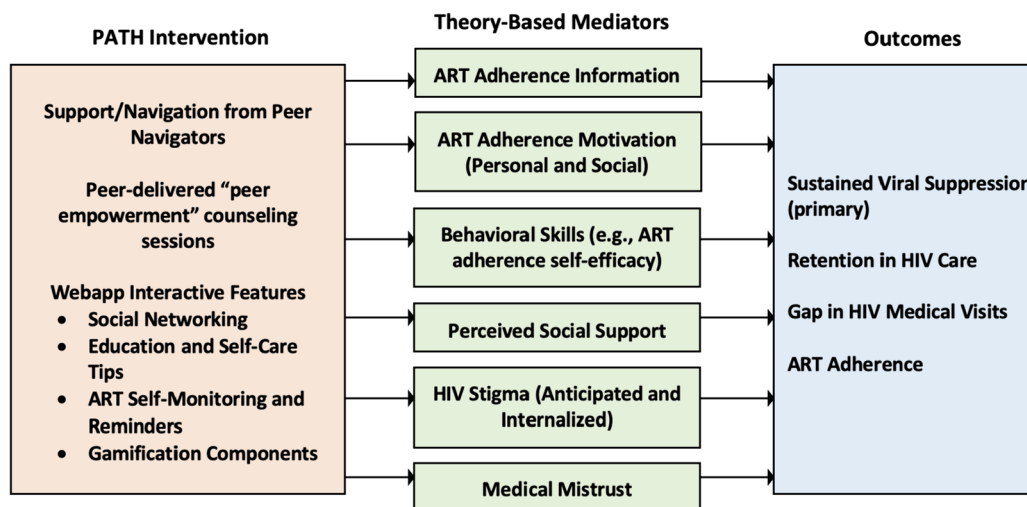 PATH Intervention
Support/Navigation from Peer
Navigators
Peer-delivered “peer
empowerment” counseling
sessions
Webapp Interactive Features
• Social Networking
• Education and Self-Care
Tips
• ART Self-Monitoring and
Reminders
• Gamification Components
Theory-Based Mediators
ART Adherence Information
ART Adherence Motivation
(Personal and Social)
Behavioral Skills (e.g., ART
adherence self-efficacy)
Perceived Social Support
HIV Stigma (Anticipated and
Internalized)
Medical Mistrust
Outcomes
Sustained Viral Suppression
(primary)
Retention in HIV Care
Gap in HIV Medical Visits
ART Adherence